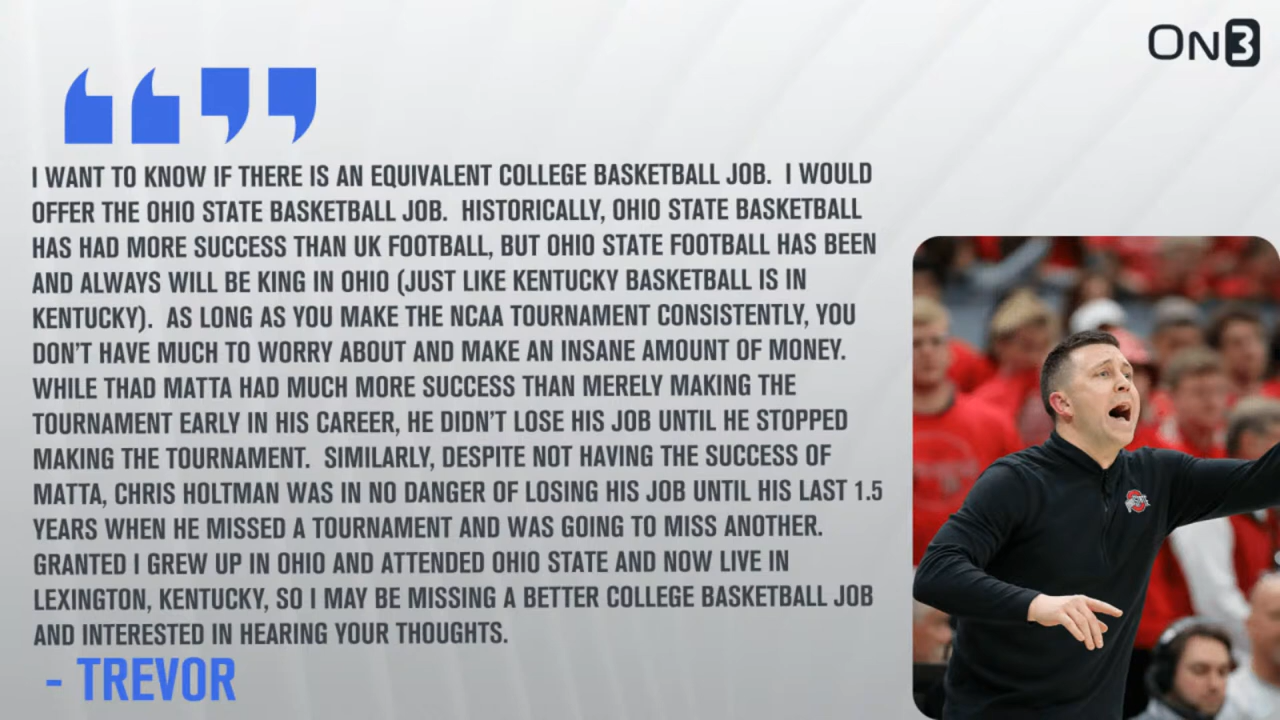 ON3
I WANT TO KNOW IF THERE IS AN EQUIVALENT COLLEGE BASKETBALL JOB. I WOULD
OFFER THE OHIO STATE BASKETBALL JOB. HISTORICALLY, OHIO STATE BASKETBALL
HAS HAD MORE SUCCESS THAN UK FOOTBALL, BUT OHIO STATE FOOTBALL HAS BEEN
AND ALWAYS WILL BE KING IN OHIO (JUST LIKE KENTUCKY BASKETBALL IS IN
KENTUCKY). AS LONG AS YOU MAKE THE NCAA TOURNAMENT CONSISTENTLY, YOU
DON'T HAVE MUCH TO WORRY ABOUT AND MAKE AN INSANE AMOUNT OF MONEY.
WHILE THAD MATTA HAD MUCH MORE SUCCESS THAN MERELY MAKING THE
TOURNAMENT EARLY IN HIS CAREER, HE DIDN'T LOSE HIS JOB UNTIL HE STOPPED
MAKING THE TOURNAMENT. SIMILARLY, DESPITE NOT HAVING THE SUCCESS OF
MATTA, CHRIS HOLTMAN WAS IN NO DANGER OF LOSING HIS JOB UNTIL HIS LAST 1.5
YEARS WHEN HE MISSED A TOURNAMENT AND WAS GOING TO MISS ANOTHER.
GRANTED I GREW UP IN OHIO AND ATTENDED OHIO STATE AND NOW LIVE IN
LEXINGTON, KENTUCKY, SO I MAY BE MISSING A BETTER COLLEGE BASKETBALL JOB
AND INTERESTED IN HEARING YOUR THOUGHTS.
- TREVOR